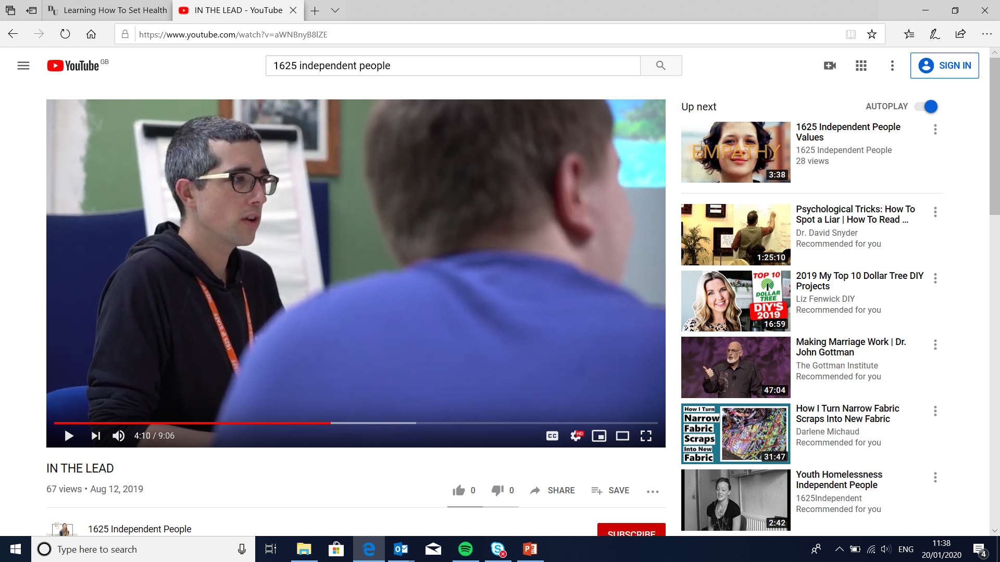 Learning How To Set Health
IN THE LEAD - YouTube
https://www.youtube.com/watch?v=aWNBnyB8lZE
YouTube GB
1625 independent people
SIGN IN
Up next
AUTOPLAY
EMPATHY
3:38
1625 Independent People
Values
1625 Independent People
28 views
1:25:10
Psychological Tricks: How To
Spot a Liar | How To Read ...
Dr. David Snyder
Recommended for you
TOP 10
DOLLAR TREE
DIY'S
2019
16:59
2019 My Top 10 Dollar Tree DIY
Projects
Liz Fenwick DIY
Recommended for you
47:04
Making Marriage Work | Dr.
John Gottman
The Gottman Institute
Recommended for you
How I Turn
Narrow
Fabric
Scraps
Into New
Fabric
31:47
How I Turn Narrow Fabric
Scraps Into New Fabric
Darlene Michaud
Recommended for you
2:42
Youth Homelessness
Independent People
1625Independent
Recommended for you
1625 IP STAFF
4:10 / 9:06
CC
HD
IN THE LEAD
67 views • Aug 12, 2019
0
0
SHARE
SAVE
1625 Independent People
SUBSCRIBE
Type here to search
ENG
11:38
20/01/2020
4